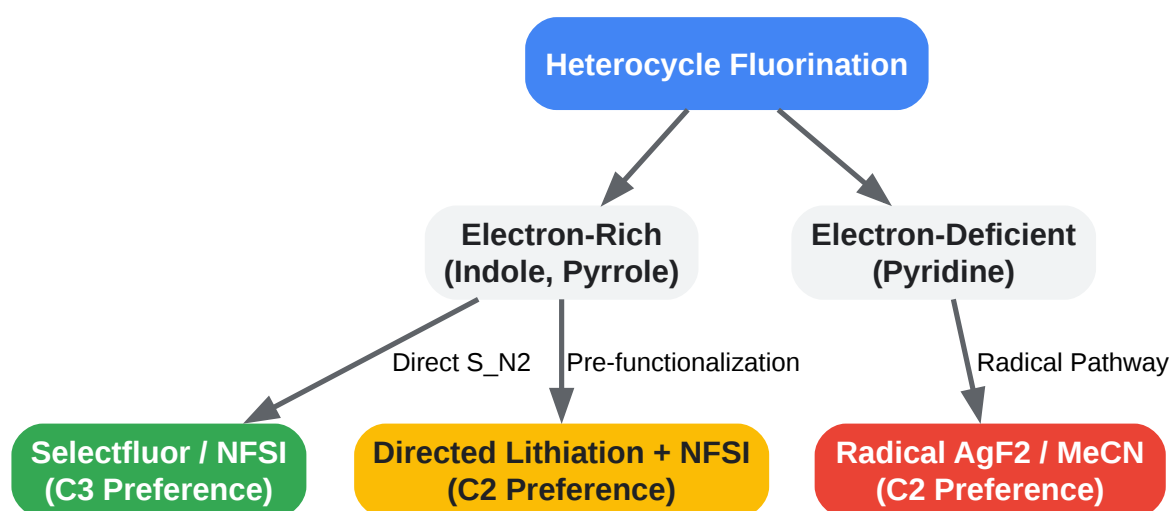 Heterocycle Fluorination
Electron-Rich
(Indole, Pyrrole)
Electron-Deficient
(Pyridine)
Direct S_N2
Pre-functionalization
Radical Pathway
Selectfluor / NFSI
(C3 Preference)
Directed Lithiation + NFSI
(C2 Preference)
Radical AgF2 / MeCN
(C2 Preference)